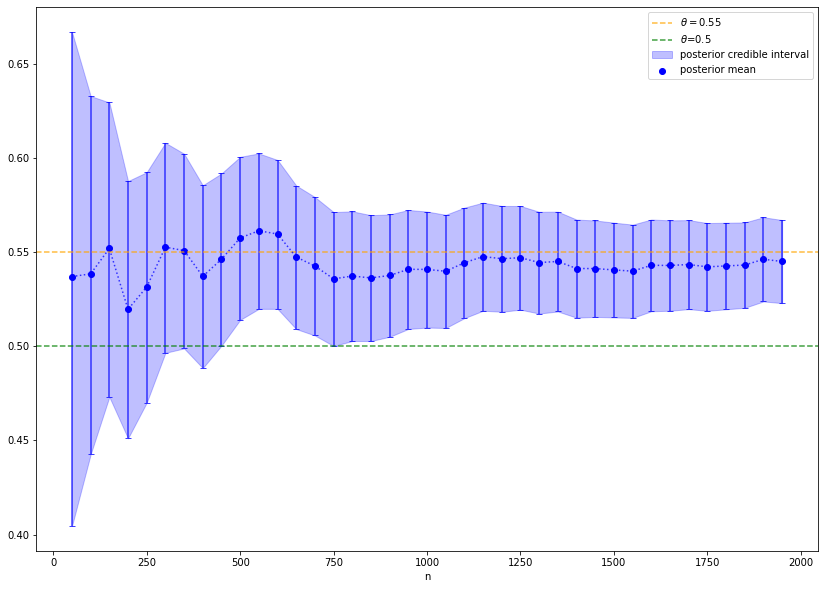 θ = 0.55
θ=0.5
posterior credible interval
posterior mean
0.65
0.60
0.55
0.50
0.45
0.40
0 250 500 750 1000 1250 1500 1750 2000
n